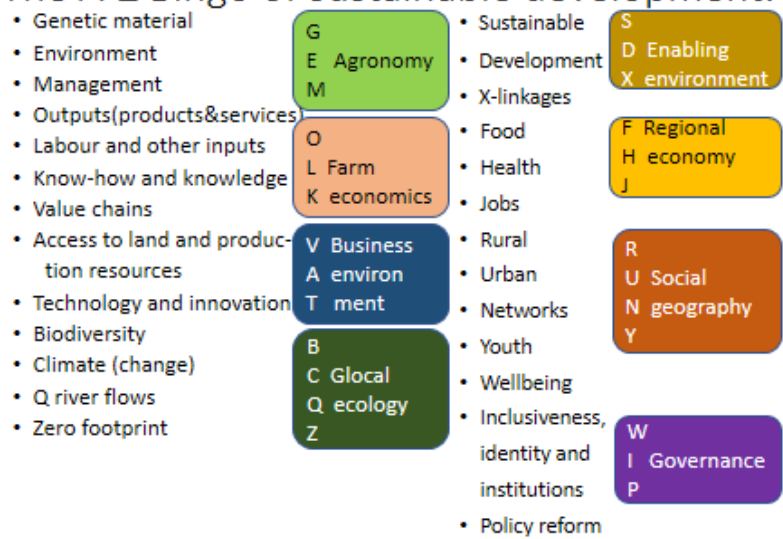 of sustainable development.
• Genetic material
• Environment
• Management
• Outputs(products&services)
• Labour and other inputs
• Know-how and knowledge
• Value chains
• Access to land and produc-
tion resources
• Technology and innovation
• Biodiversity
• Climate (change)
• Q river flows
• Zero footprint
G
E Agronomy
M
O
L Farm
K economics
V Business
A environ
T ment
B
C Glocal
Q ecology
Z
• Sustainable
• Development
• X-linkages
• Food
• Health
• Jobs
• Rural
• Urban
• Networks
• Youth
• Wellbeing
• Inclusiveness,
identity and
institutions
• Policy reform
S
D Enabling
X environment
F Regional
H economy
J
R
U Social
N geography
Y
W
I Governance
P